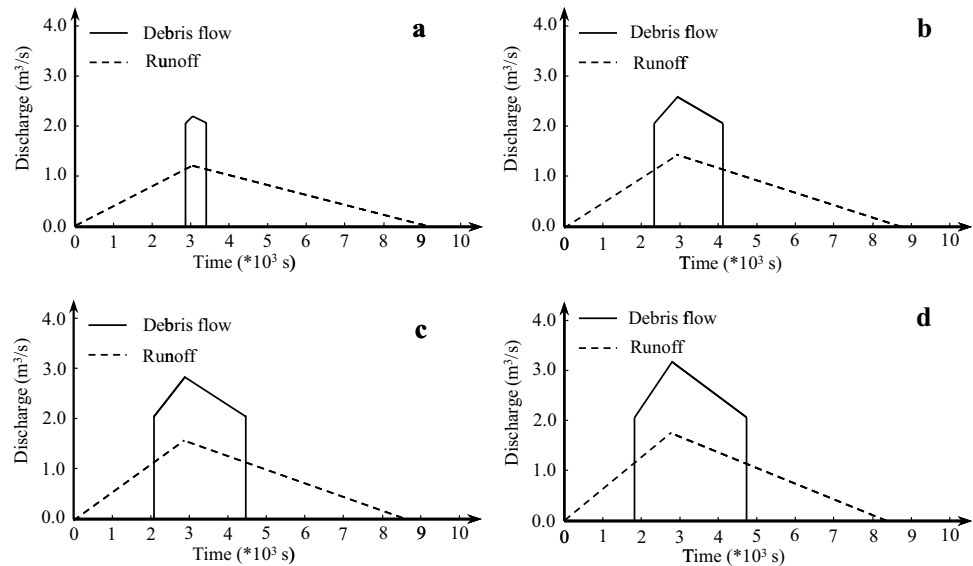 4.0
Debris flow
a
Runoff
3.0
2.0
1.0
0.0
Discharge (m³/s)
0 1 2 3 4 5 6 7 8 9 10
Time (*10³ s)
4.0
Debris flow
b
Runoff
3.0
2.0
1.0
0.0
Discharge (m³/s)
0 1 2 3 4 5 6 7 8 9 10
Time (*10³ s)
4.0
Debris flow
c
Runoff
3.0
2.0
1.0
0.0
Discharge (m³/s)
0 1 2 3 4 5 6 7 8 9 10
Time (*10³ s)
4.0
Debris flow
d
Runoff
3.0
2.0
1.0
0.0
Discharge (m³/s)
0 1 2 3 4 5 6 7 8 9 10
Time (*10³ s)